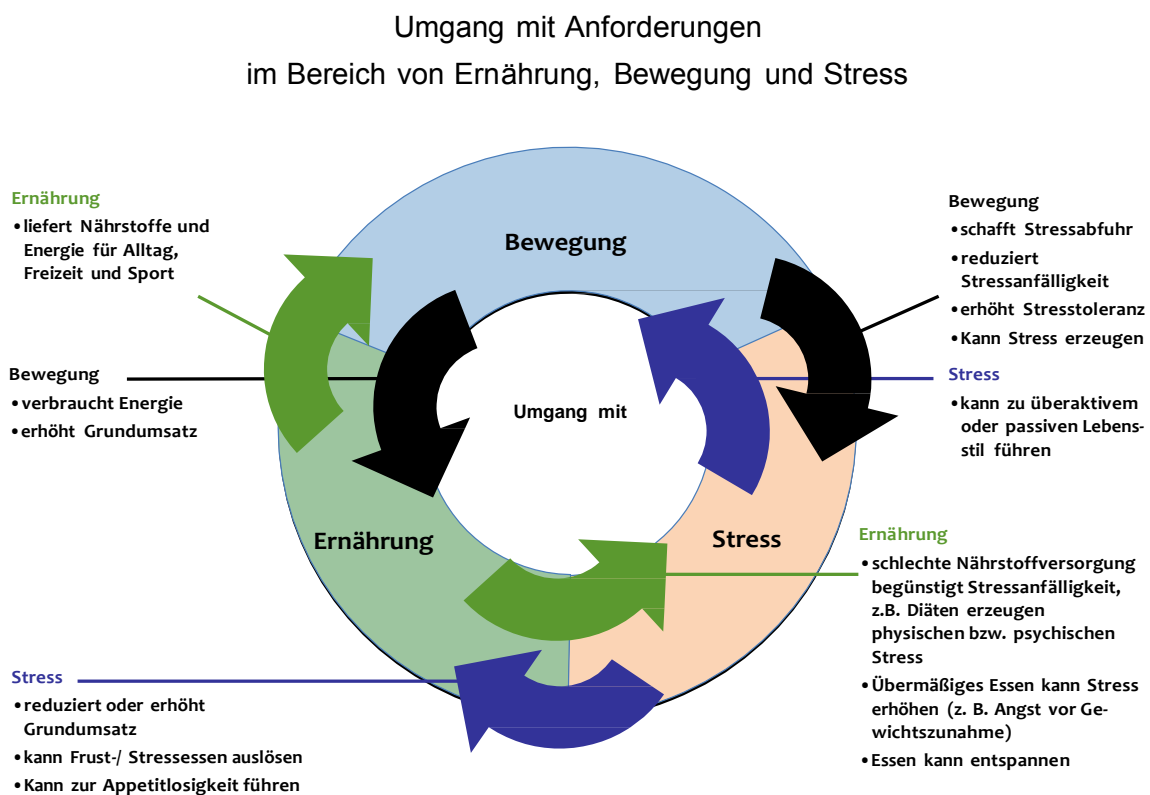 Umgang mit Anforderungen
im Bereich von Ernährung, Bewegung und Stress
Ernährung
•liefert Nährstoffe und
Energie für Alltag,
Freizeit und Sport
Bewegung
•verbraucht Energie
•erhöht Grundumsatz
Bewegung
Umgang mit
Ernährung
Stress
Bewegung
•schafft Stressabfuhr
•reduziert
Stressanfälligkeit
•erhöht Stresstoleranz
•Kann Stress erzeugen
Stress
•kann zu überaktivem
oder passiven Lebens-
stil führen
Ernährung
•schlechte Nährstoffversorgung
begünstigt Stressanfälligkeit,
z.B. Diäten erzeugen
physischen bzw. psychischen
Stress
•Übermäßiges Essen kann Stress
erhöhen (z. B. Angst vor Ge-
wichtszunahme)
•Essen kann entspannen
Stress
•reduziert oder erhöht
Grundumsatz
•kann Frust-/ Stressessen auslösen
•Kann zur Appetitlosigkeit führen